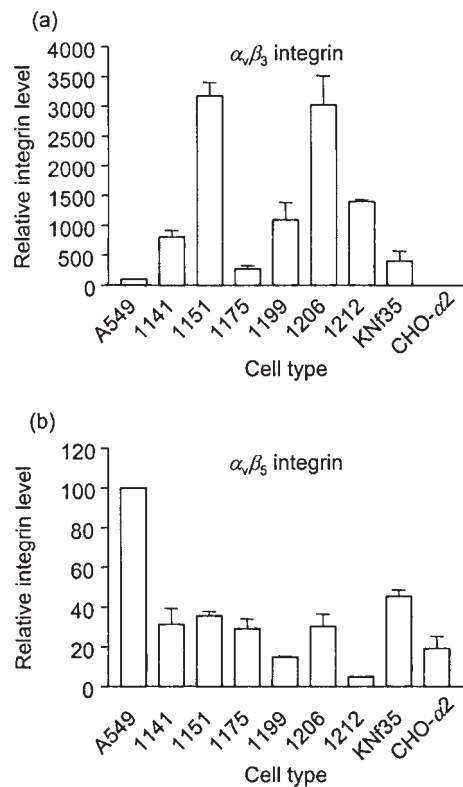 (a)
αvβ3 integrin
Relative integrin level
4000
3500
3000
2500
2000
1500
1000
500
0
A549 1141 1151 1175 1199 1206 1212 KNf35 CHO-α2
Cell type
(b)
αvβ5 integrin
Relative integrin level
120
100
80
60
40
20
0
A549 1141 1151 1175 1199 1206 1212 KNf35 CHO-α2
Cell type